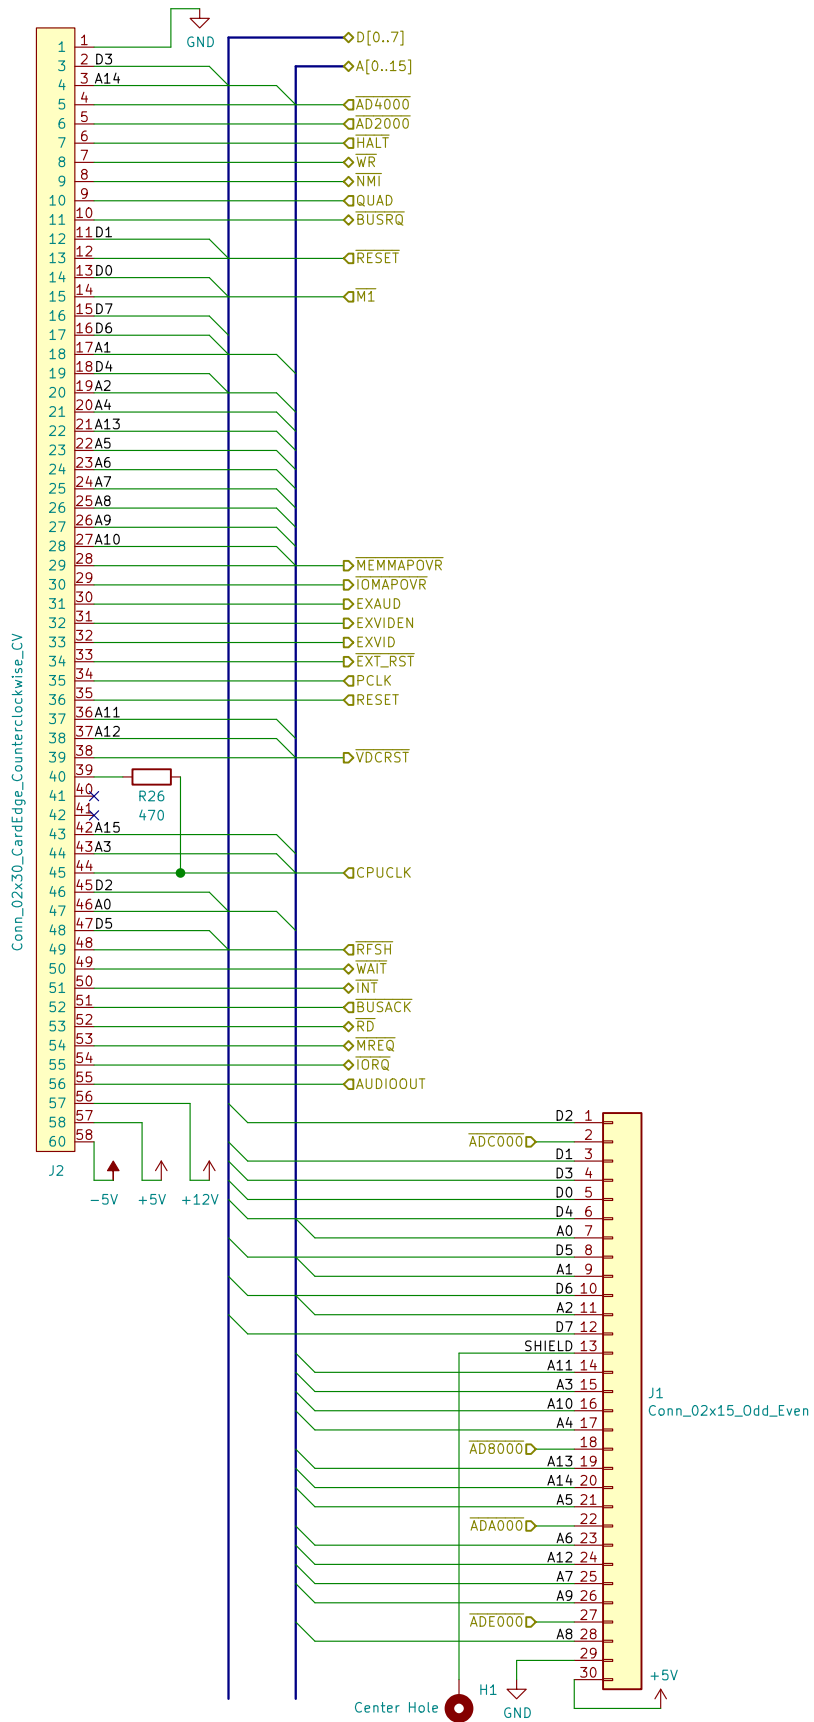 GND
D[0..7]
A[0..15]
1 1
3 2 D3
4 3 A14
5 4 AD4000
6 5 AD2000
7 6 HALT
8 7 WR
9 8 NMI
10 9 QUAD
11 10 BUSRQ
12 11 D1
13 12 RESET
14 13 D0
15 14 M1
16 15 D7
17 16 D6
18 17 A1
19 18 D4
20 19 A2
21 20 A4
22 21 A13
23 22 A5
24 23 A6
25 24 A7
26 25 A8
27 26 A9
28 27 A10
29 28 MEMMAPOVR
30 29 IOMAPOVR
31 30 EXAUD
32 31 EXVIDEN
33 32 EXVID
34 33 EXT_RST
35 34 PCLK
36 35 RESET
37 36 A11
38 37 A12
39 38 VDCRST
40 39
R26
470
41 40
42 41
43 42 A15
44 43 A3
45 44 CPUCLK
46 45 D2
47 46 A0
48 47 D5
49 48 RFSH
50 49 WAIT
51 50 INT
52 51 BUSACK
53 52 RD
54 53 MREQ
55 54 IORQ
56 55 AUDIOOUT
57 56
58 57
60 58
Conn_02x30_CardEdge_Counterclockwise_CV
J2
-5V
+5V
+12V
D2 1
ADC000 2
D1 3
D3 4
D0 5
D4 6
A0 7
D5 8
A1 9
D6 10
A2 11
D7 12
SHIELD 13
A11 14
A3 15
A10 16
A4 17
AD8000 18
A13 19
A14 20
A5 21
ADA000 22
A6 23
A12 24
A7 25
A9 26
ADE000 27
A8 28
29
30
J1
Conn_02x15_Odd_Even
+5V
H1
Center Hole
GND